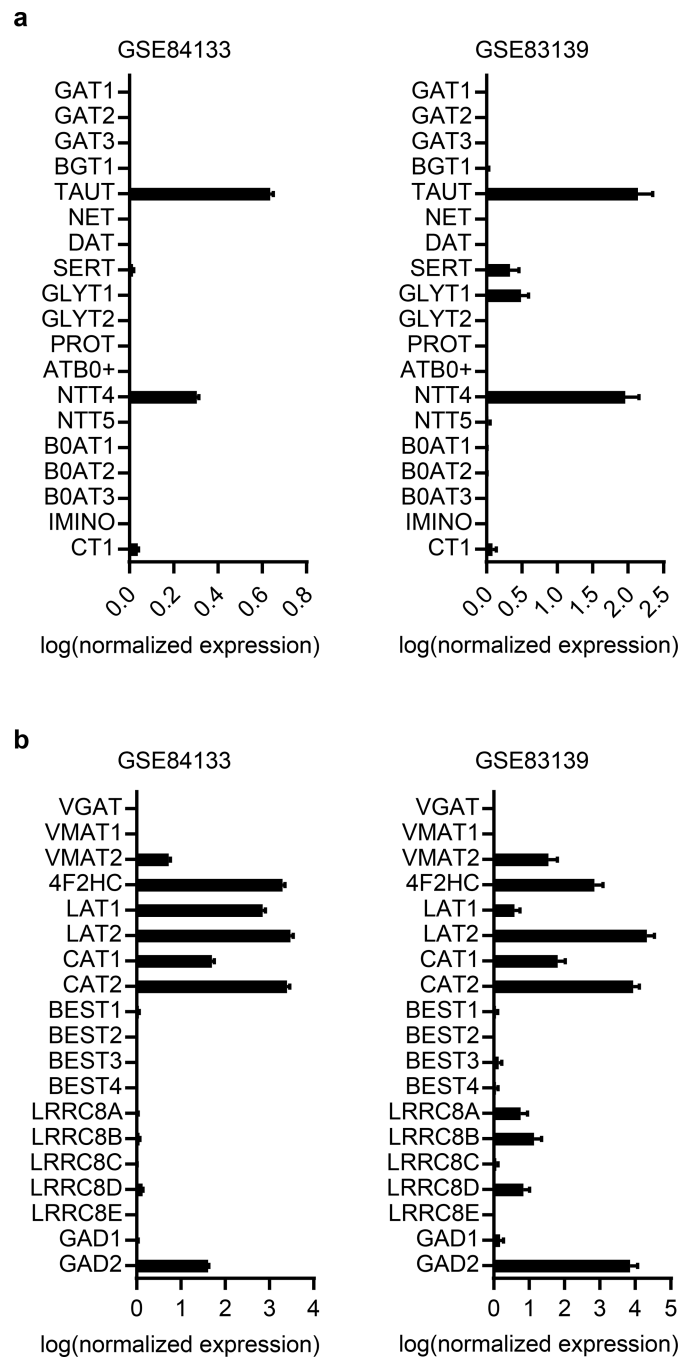 a
GSE84133
GAT1
GAT2
GAT3
BGT1
TAUT
NET
DAT
SERT
GLYT1
GLYT2
PROT
ATB0+
NTT4
NTT5
B0AT1
B0AT2
B0AT3
IMINO
CT1
0.0 0.2 0.4 0.6 0.8
log(normalized expression)
GSE83139
GAT1
GAT2
GAT3
BGT1
TAUT
NET
DAT
SERT
GLYT1
GLYT2
PROT
ATB0+
NTT4
NTT5
B0AT1
B0AT2
B0AT3
IMINO
CT1
0.0 0.5 1.0 1.5 2.0 2.5
log(normalized expression)
b
GSE84133
VGAT
VMAT1
VMAT2
4F2HC
LAT1
LAT2
CAT1
CAT2
BEST1
BEST2
BEST3
BEST4
LRRC8A
LRRC8B
LRRC8C
LRRC8D
LRRC8E
GAD1
GAD2
0 1 2 3 4
log(normalized expression)
GSE83139
VGAT
VMAT1
VMAT2
4F2HC
LAT1
LAT2
CAT1
CAT2
BEST1
BEST2
BEST3
BEST4
LRRC8A
LRRC8B
LRRC8C
LRRC8D
LRRC8E
GAD1
GAD2
0 1 2 3 4 5
log(normalized expression)